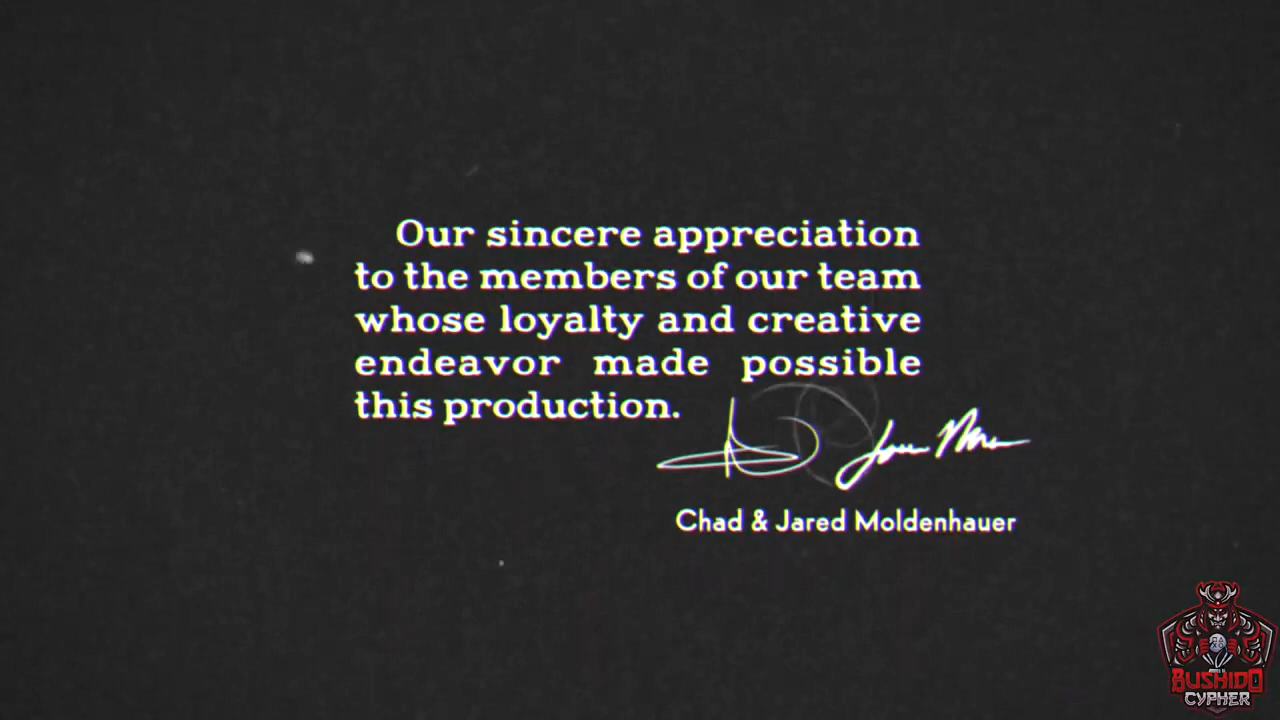 Our sincere appreciation
to the members of our team
whose loyalty and creative
endeavor made possible
this production.
Chad & Jared Moldenhauer
BUSHIDO
CYPHER